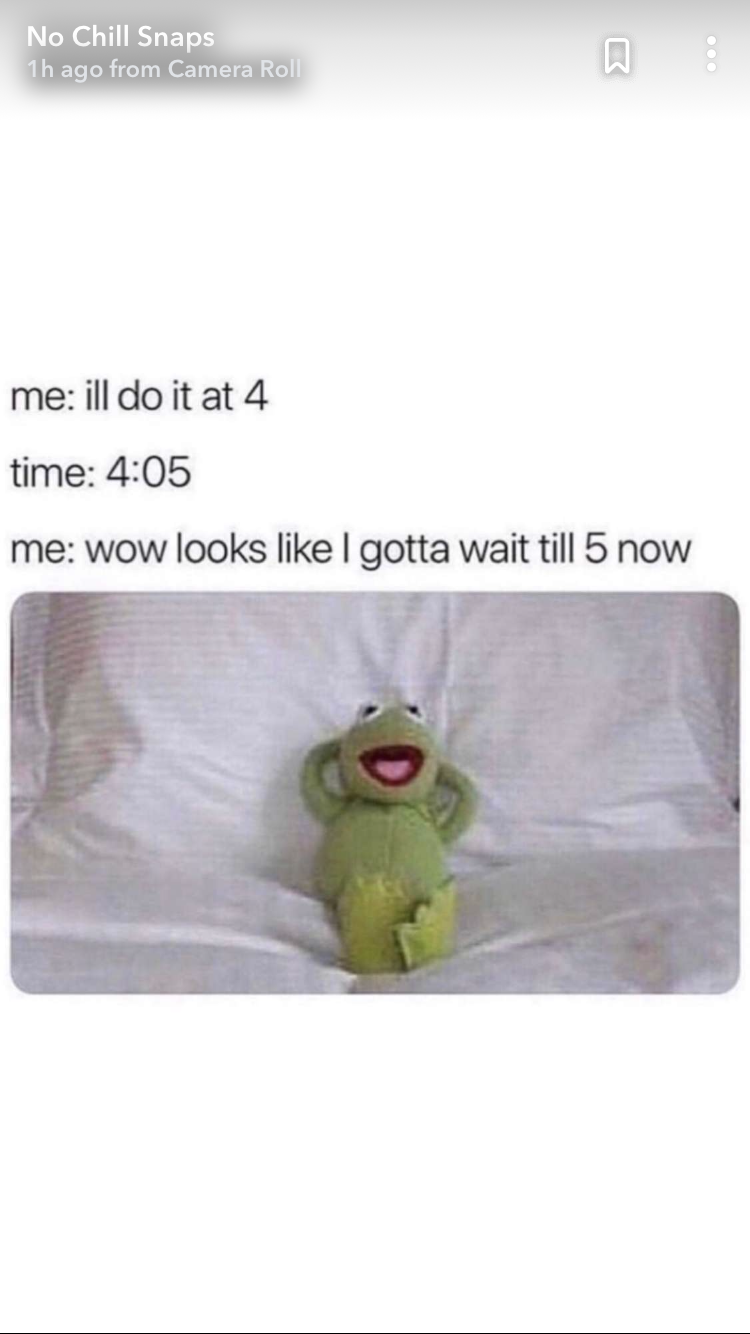 No Chill Snaps
1h ago from Camera Roll
me: ill do it at 4
time: 4:05
me: wow looks like I gotta wait till 5 now